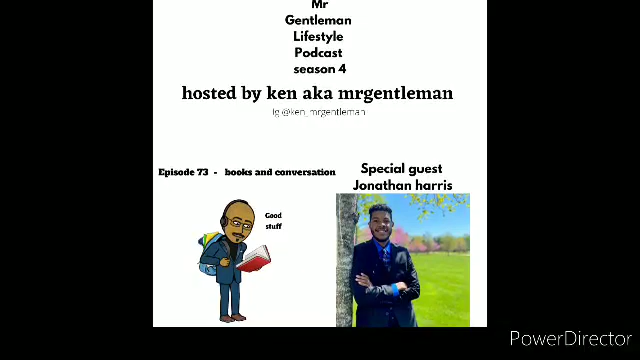 Mr
Gentleman
Lifestyle
Podcast
season 4
hosted by ken aka mrgentleman
ig @ken_mrgentleman
Episode 73 - books and conversation
Special guest
Jonathan harris
Good
stuff
PowerDirector